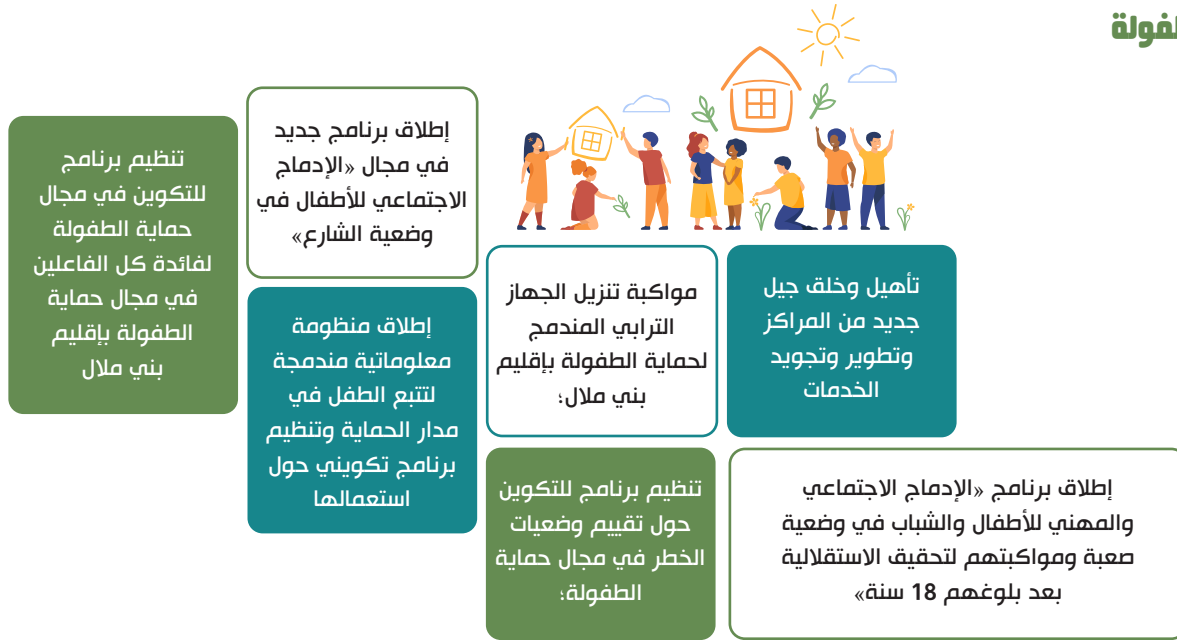 تأهيل وخلق جيل
جديد من المراكز
وتطوير وتجويد
الخدمات
إطلاق برنامج «الإدماج الاجتماعي
والمهني للأطفال والشباب في وضعية
صعبة ومواكبتهم لتحقيق الاستقلالية
بعد بلوغهم 18 سنة»
مواكبة تنزيل الجهاز
الترابي المندمج
لحماية الطفولة بإقليم
بني ملال؛
تنظيم برنامج للتكوين
حول تقييم وضعيات
الخطر في مجال حماية
الطفولة؛
إطلاق برنامج جديد
في مجال «الإدماج
الاجتماعي للأطفال في
وضعية الشارع»
إطلاق منظومة
معلوماتية مندمجة
لتتبع الطفل في
مدار الحماية وتنظيم
برنامج تكويني حول
استعمالها
تنظيم برنامج
للتكوين في مجال
حماية الطفولة
لفائدة كل الفاعلين
في مجال حماية
الطفولة بإقليم
بني ملال